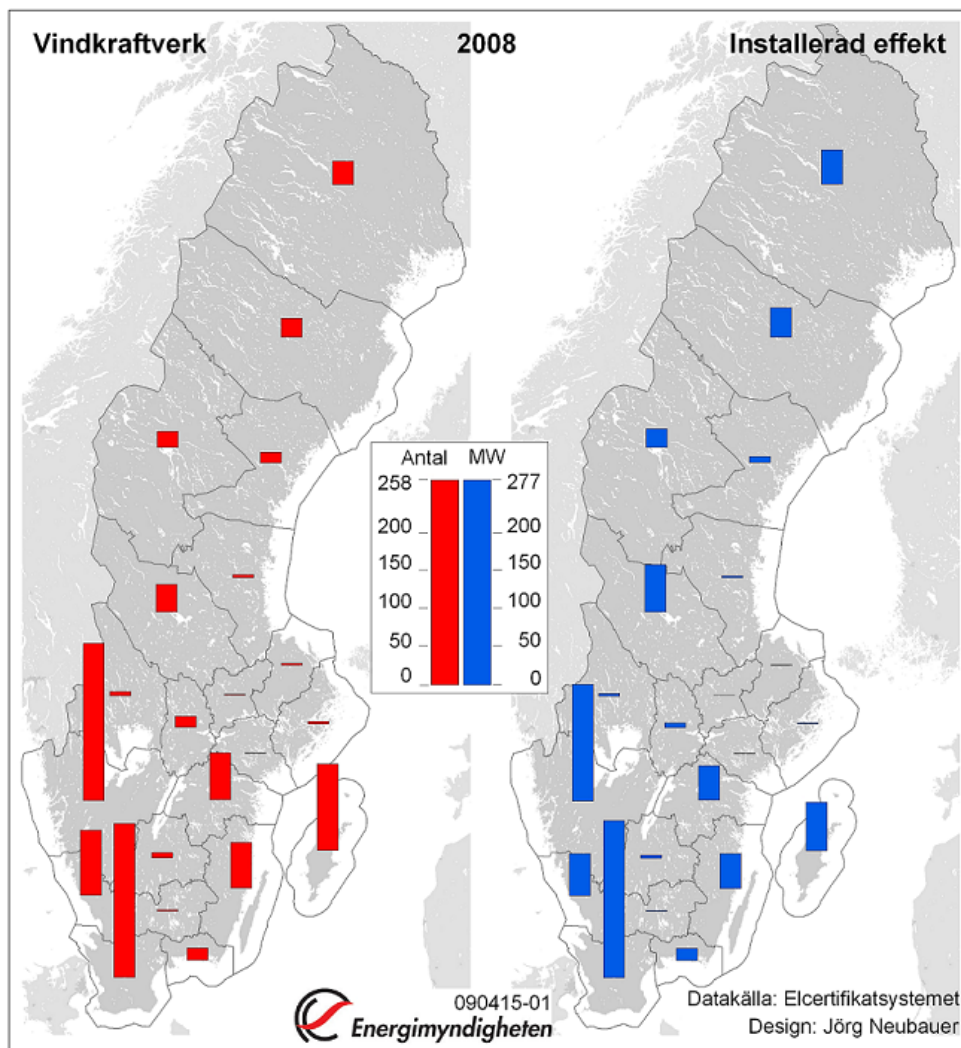 Vindkraftverk 2008 Installerad effekt
Antal MW
258 277
200 200
150 150
100 100
50 50
0 0
090415-01
Energimyndigheten
Datakälla: Elcertifikatsystemet
Design: Jörg Neubauer